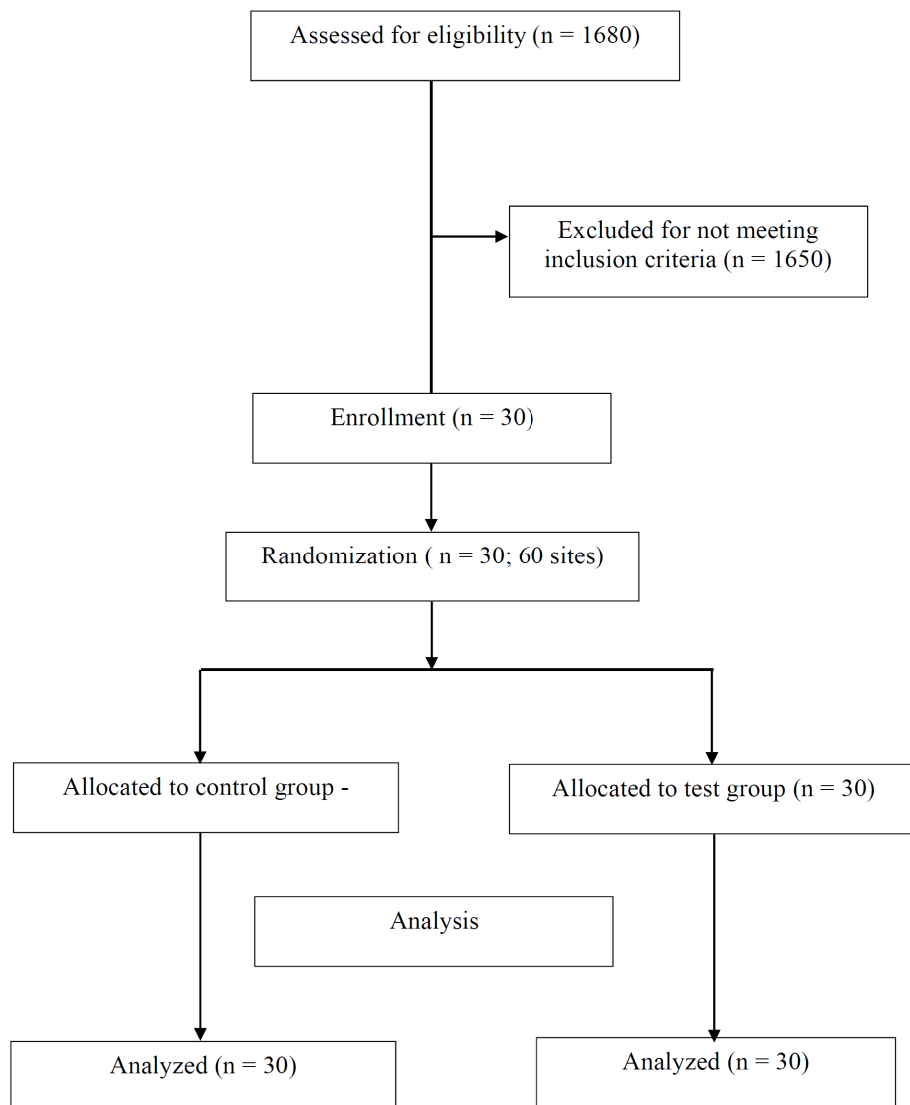 Assessed for eligibility (n = 1680)
Excluded for not meeting
inclusion criteria (n = 1650)
Enrollment (n = 30)
Randomization ( n = 30; 60 sites)
Allocated to control group -
Allocated to test group (n = 30)
Analysis
Analyzed (n = 30)
Analyzed (n = 30)